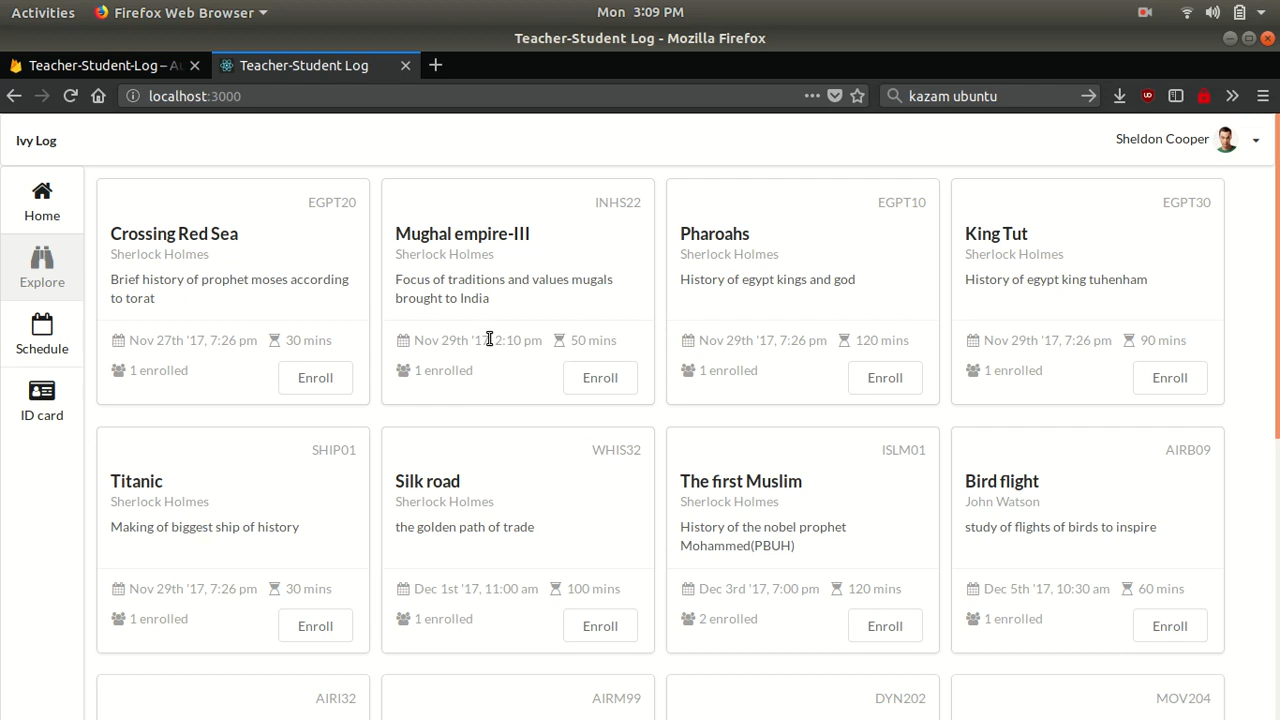 Activities Firefox Web Browser Mon 3:09 PM
Teacher-Student Log - Mozilla Firefox
Teacher-Student-Log – Au Teacher-Student Log
localhost:3000 kazam ubuntu
Ivy Log Sheldon Cooper
Home
Explore
Schedule
ID card
EGPT20
Crossing Red Sea
Sherlock Holmes
Brief history of prophet moses according
to torat
Nov 27th '17, 7:26 pm 30 mins
1 enrolled
Enroll
INHS22
Mughal empire-III
Sherlock Holmes
Focus of traditions and values mugals
brought to India
Nov 29th '17, 2:10 pm 50 mins
1 enrolled
Enroll
EGPT10
Pharoahs
Sherlock Holmes
History of egypt kings and god
Nov 29th '17, 7:26 pm 120 mins
1 enrolled
Enroll
EGPT30
King Tut
Sherlock Holmes
History of egypt king tuhenham
Nov 29th '17, 7:26 pm 90 mins
1 enrolled
Enroll
SHIP01
Titanic
Sherlock Holmes
Making of biggest ship of history
Nov 29th '17, 7:26 pm 30 mins
1 enrolled
Enroll
WHIS32
Silk road
Sherlock Holmes
the golden path of trade
Dec 1st '17, 11:00 am 100 mins
1 enrolled
Enroll
ISLM01
The first Muslim
Sherlock Holmes
History of the nobel prophet
Mohammed(PBUH)
Dec 3rd '17, 7:00 pm 120 mins
2 enrolled
Enroll
AIRB09
Bird flight
John Watson
study of flights of birds to inspire
Dec 5th '17, 10:30 am 60 mins
1 enrolled
Enroll
AIRI32
AIRM99
DYN202
MOV204